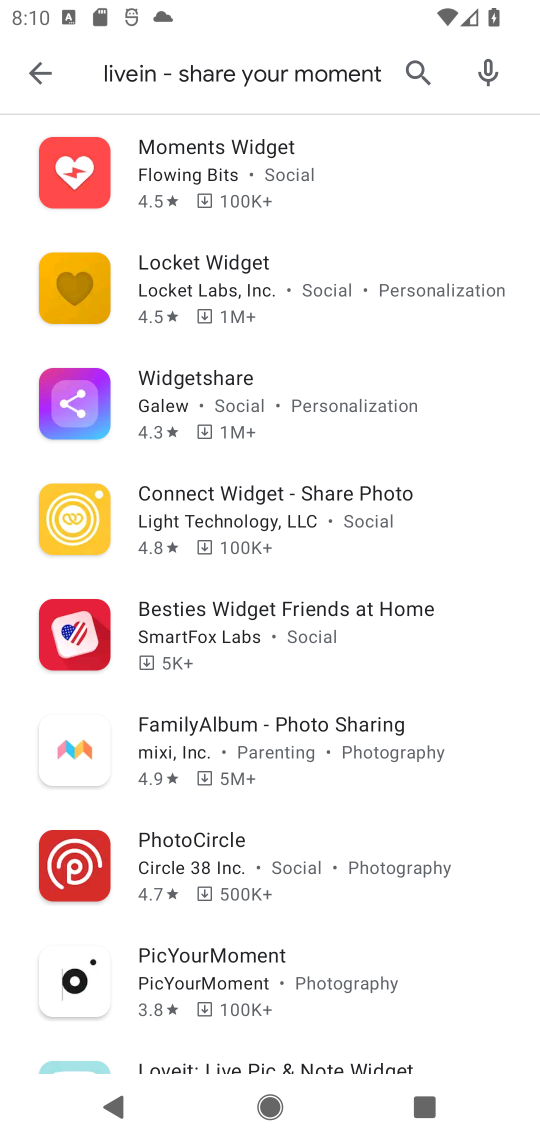 8:10
livein - share your moment
Moments Widget
Flowing Bits • Social
4.5★ 100K+
Locket Widget
Locket Labs, Inc. • Social • Personalization
4.5★ 1M+
Widgetshare
Galew • Social • Personalization
4.3★ 1M+
Connect Widget - Share Photo
Light Technology, LLC • Social
4.8★ 100K+
Besties Widget Friends at Home
SmartFox Labs • Social
5K+
FamilyAlbum - Photo Sharing
mixi, Inc. • Parenting • Photography
4.9★ 5M+
PhotoCircle
Circle 38 Inc. • Social • Photography
4.7★ 500K+
PicYourMoment
PicYourMoment • Photography
3.8★ 100K+
Loveit: Live Pic & Note Widget